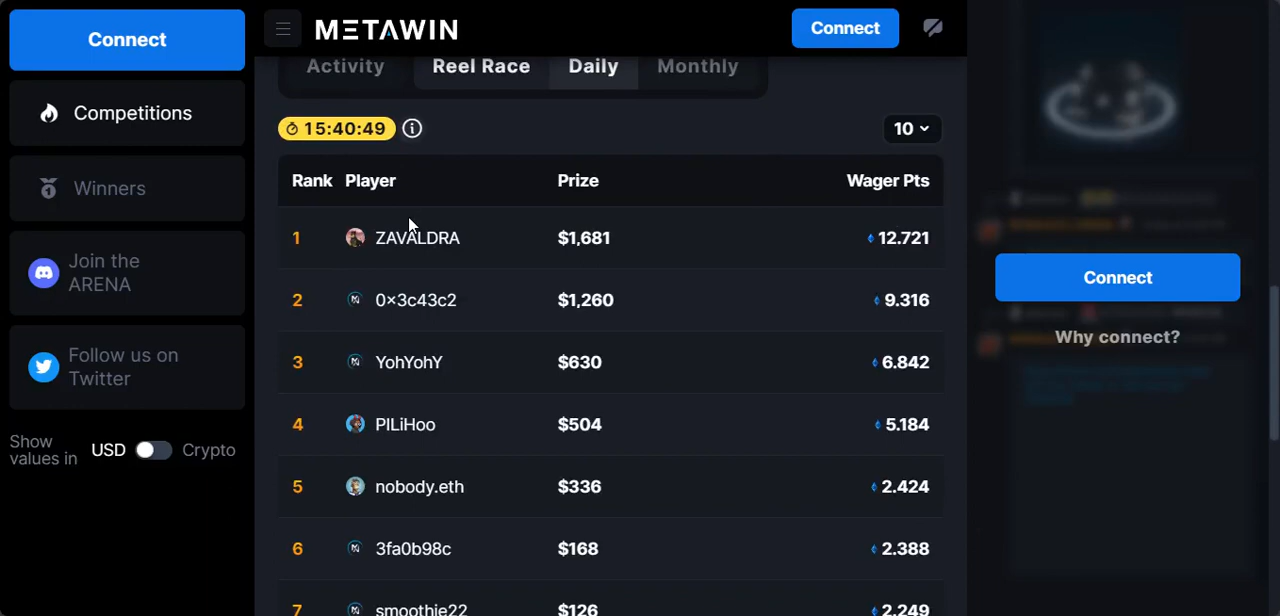 Connect
Competitions
Winners
Join the
ARENA
Follow us on
Twitter
Show
values in
USD
Crypto
METAWIN
Connect
Activity
Reel Race
Daily
Monthly
15:40:49
10
Rank Player Prize Wager Pts
1 ZAVALDRA $1,681 12.721
2 0×3c43c2 $1,260 9.316
3 YohYohY $630 6.842
4 PILiHoo $504 5.184
5 nobody.eth $336 2.424
6 3fa0b98c $168 2.388
7 smoothie22 $126 2.249
Connect
Why connect?